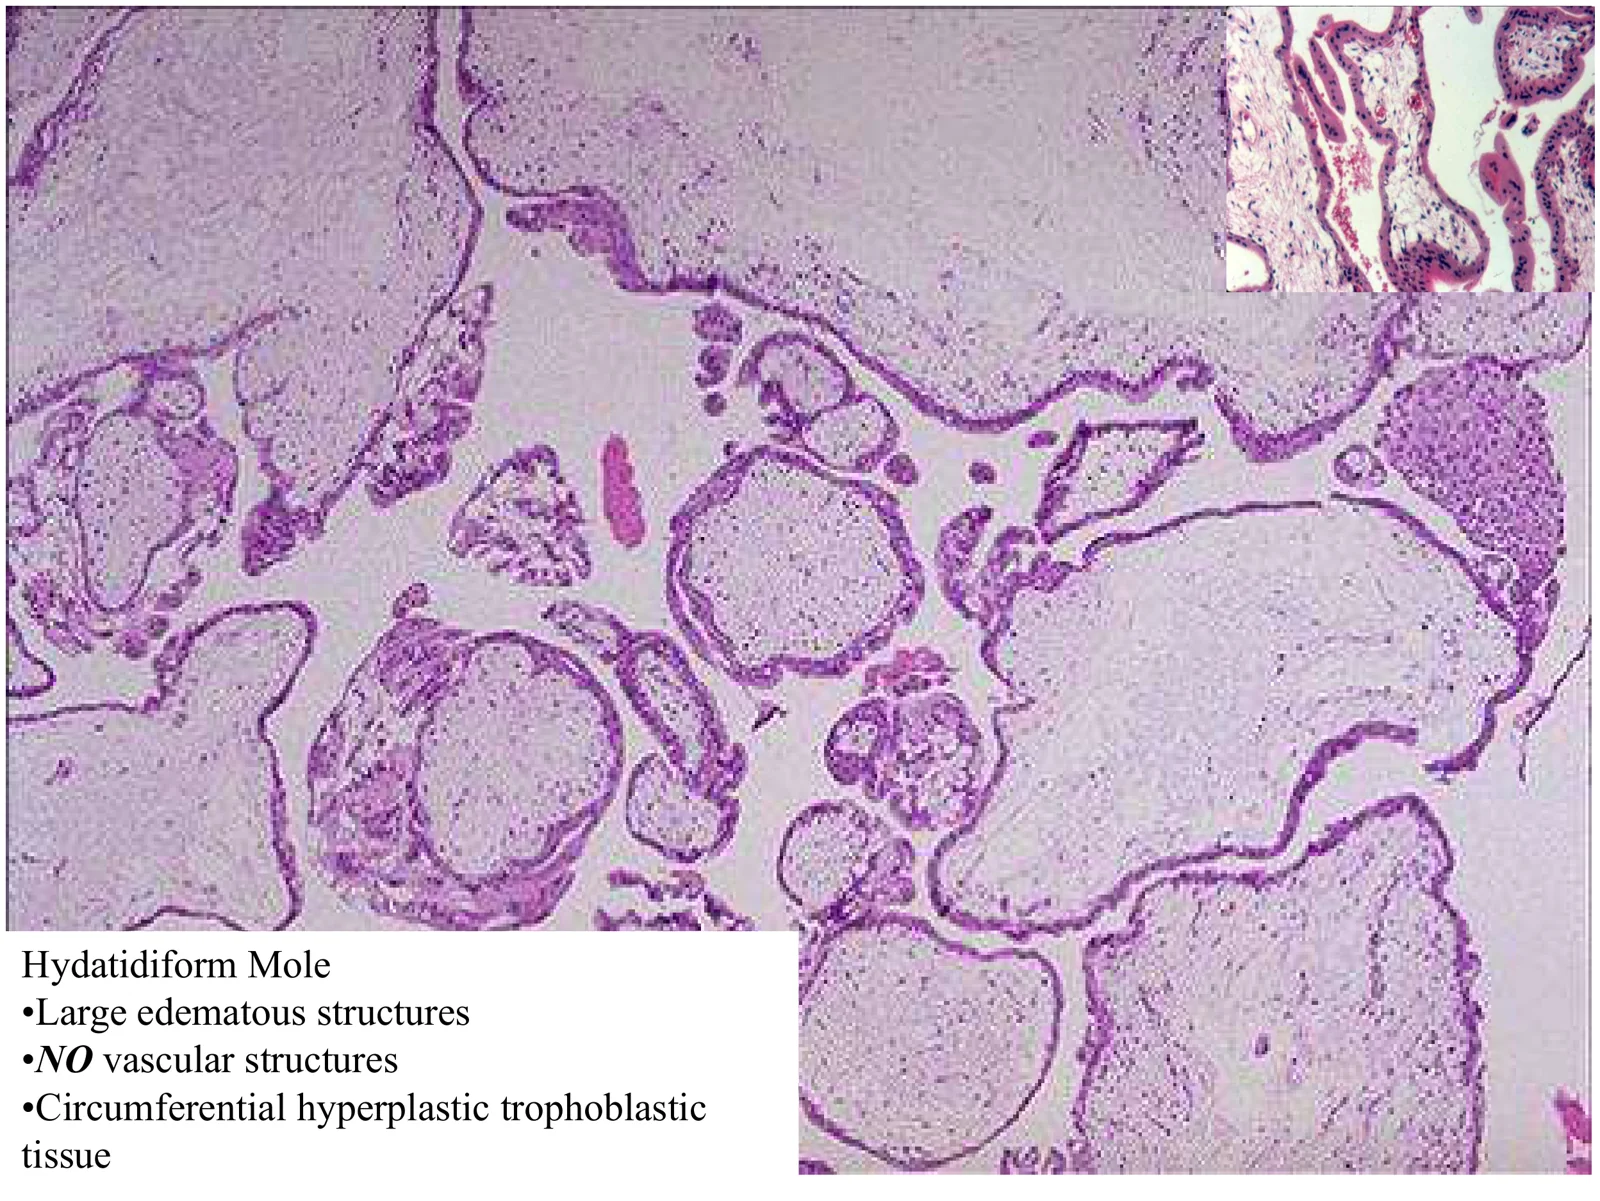 Hydatidiform Mole
•Large edematous structures
•NO vascular structures
•Circumferential hyperplastic trophoblastic
tissue